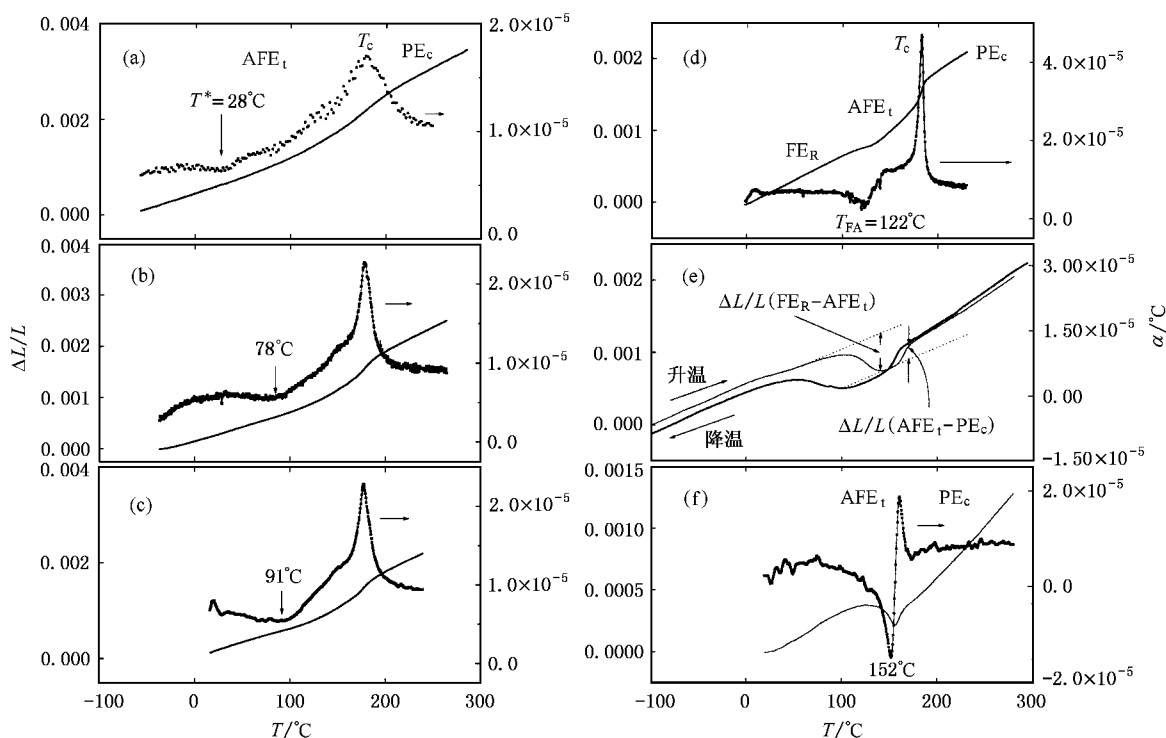 (a)
AFEt
Tc
PEc
T*=28℃
0.004
0.002
0.000
2.0×10⁻⁵
1.0×10⁻⁵
0.0
(b)
78℃
ΔL/L
0.004
0.003
0.002
0.001
0.000
2.0×10⁻⁵
1.0×10⁻⁵
0.0
(c)
91℃
0.004
0.002
0.000
2.0×10⁻⁵
1.0×10⁻⁵
0.0
-100 0 100 200 300
T/℃
(d)
Tc
PEc
AFEt
FER
TFA=122℃
0.002
0.001
0.000
4.0×10⁻⁵
2.0×10⁻⁵
0.0
(e)
ΔL/L(FER-AFEt)
升温
降温
ΔL/L(AFEt-PEc)
0.002
0.001
0.000
3.00×10⁻⁵
1.50×10⁻⁵
0.00
-1.50×10⁻⁵
α/℃
(f)
AFEt
PEc
152℃
0.0015
0.0010
0.0005
0.0000
2.0×10⁻⁵
0.0
-2.0×10⁻⁵
-100 0 100 200 300
T/℃